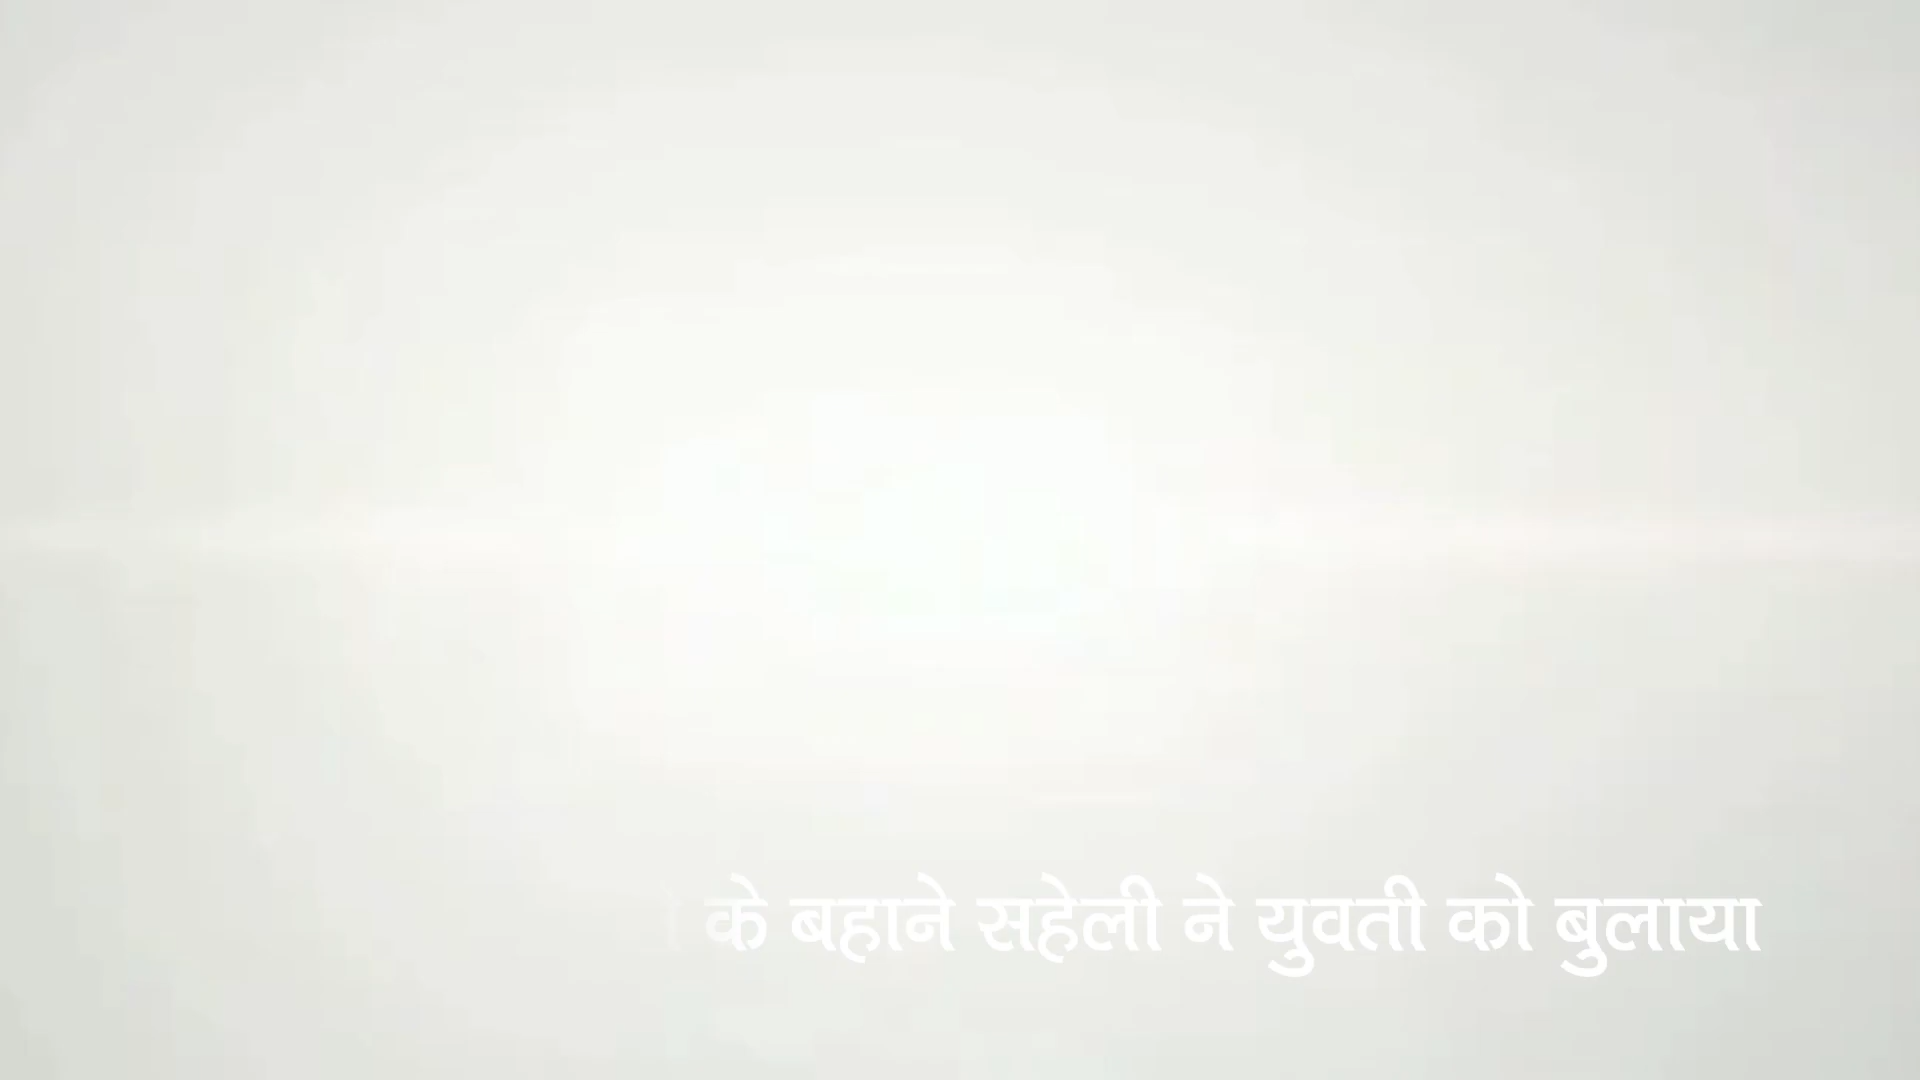 के बहाने सहेली ने युवती को बुलाया